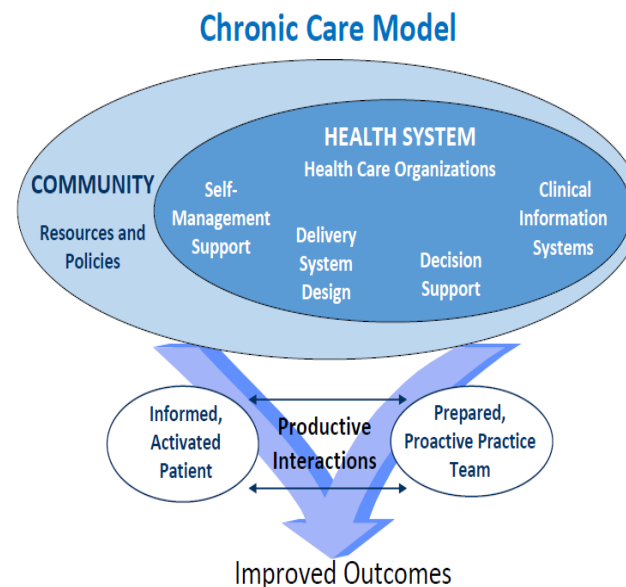 Chronic Care Model
HEALTH SYSTEM
Health Care Organizations
COMMUNITY
Resources and
Policies
Self-
Management
Support
Delivery
System
Design
Decision
Support
Clinical
Information
Systems
Informed,
Activated
Patient
Productive
Interactions
Prepared,
Proactive Practice
Team
Improved Outcomes